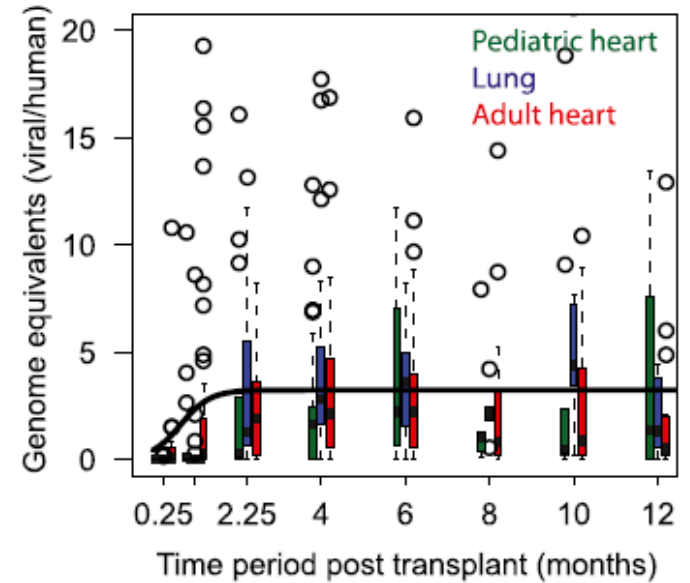 Genome equivalents (viral/human)
20
15
10
5
0
Pediatric heart
Lung
Adult heart
0.25 2.25 4 6 8 10 12
Time period post transplant (months)